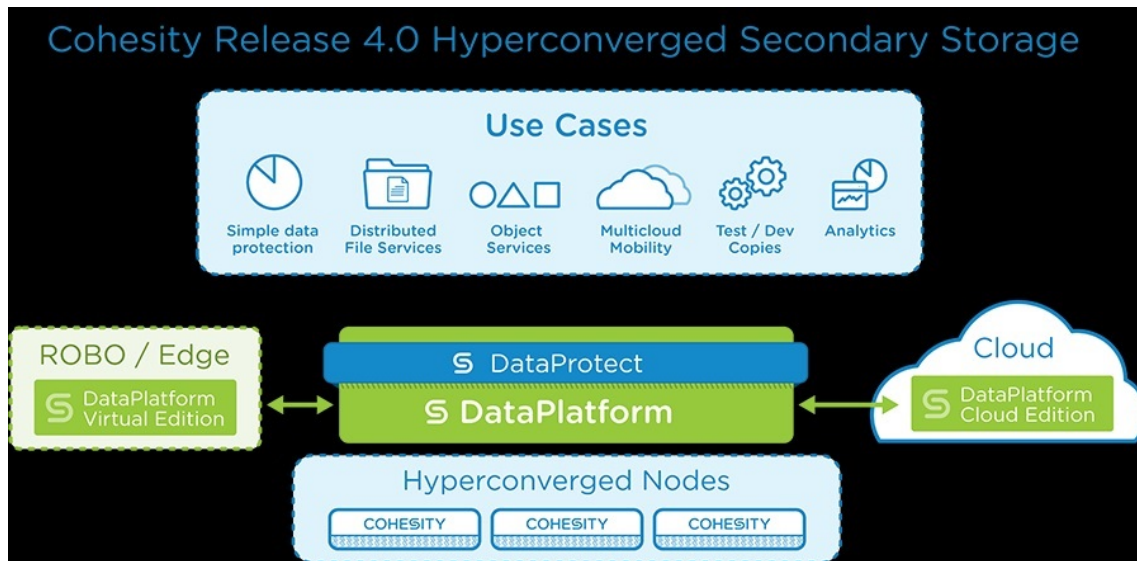 Cohesity Release 4.0 Hyperconverged Secondary Storage
Use Cases
Simple data
protection
Distributed
File Services
Object
Services
Multicloud
Mobility
Test / Dev
Copies
Analytics
ROBO / Edge
DataPlatform
Virtual Edition
DataProtect
DataPlatform
Cloud
DataPlatform
Cloud Edition
Hyperconverged Nodes
COHESITY
COHESITY
COHESITY